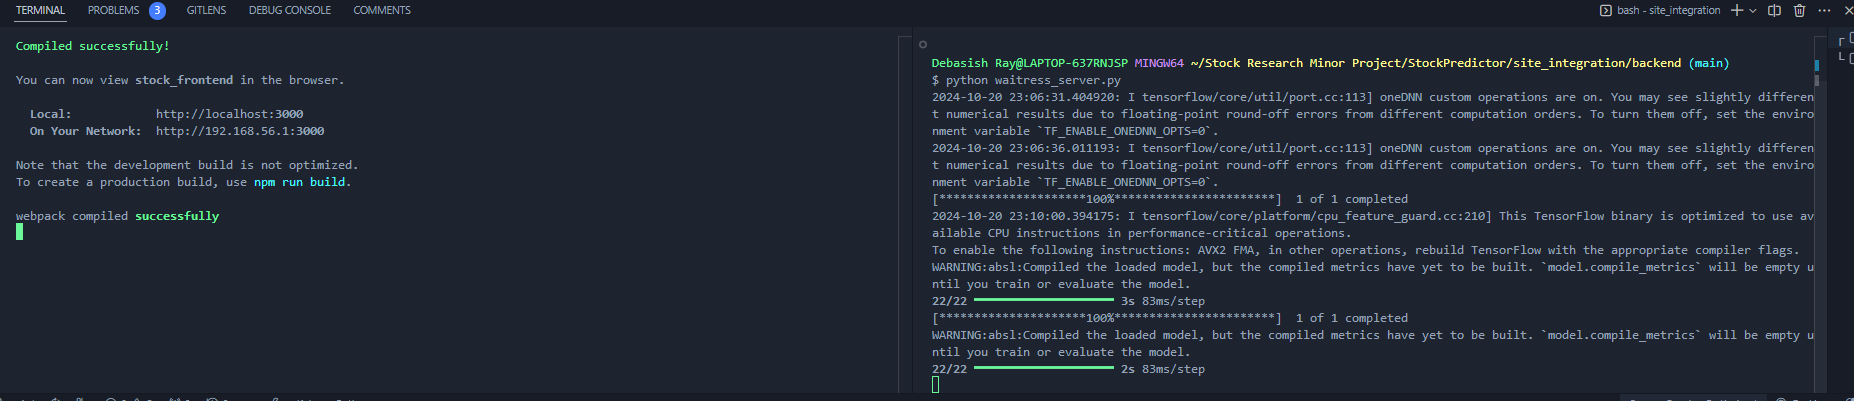 TERMINAL PROBLEMS 3 GITLENS DEBUG CONSOLE COMMENTS bash - site_integration
Compiled successfully!
You can now view stock_frontend in the browser.
Local: http://localhost:3000
On Your Network: http://192.168.56.1:3000
Note that the development build is not optimized.
To create a production build, use npm run build.
webpack compiled successfully
Debasish Ray@LAPTOP-637RNJSP MINGW64 ~/Stock Research Minor Project/StockPredictor/site_integration/backend (main)
$ python waitress_server.py
2024-10-20 23:06:31.404920: I tensorflow/core/util/port.cc:113] oneDNN custom operations are on. You may see slightly differen
t numerical results due to floating-point round-off errors from different computation orders. To turn them off, set the enviro
nment variable `TF_ENABLE_ONEDNN_OPTS=0`.
2024-10-20 23:06:36.011193: I tensorflow/core/util/port.cc:113] oneDNN custom operations are on. You may see slightly differen
t numerical results due to floating-point round-off errors from different computation orders. To turn them off, set the enviro
nment variable `TF_ENABLE_ONEDNN_OPTS=0`.
[*********************100%***********************]  1 of 1 completed
2024-10-20 23:10:00.394175: I tensorflow/core/platform/cpu_feature_guard.cc:210] This TensorFlow binary is optimized to use av
ailable CPU instructions in performance-critical operations.
To enable the following instructions: AVX2 FMA, in other operations, rebuild TensorFlow with the appropriate compiler flags.
WARNING:absl:Compiled the loaded model, but the compiled metrics have yet to be built. `model.compile_metrics` will be empty u
ntil you train or evaluate the model.
22/22 3s 83ms/step
[*********************100%***********************]  1 of 1 completed
WARNING:absl:Compiled the loaded model, but the compiled metrics have yet to be built. `model.compile_metrics` will be empty u
ntil you train or evaluate the model.
22/22 2s 83ms/step